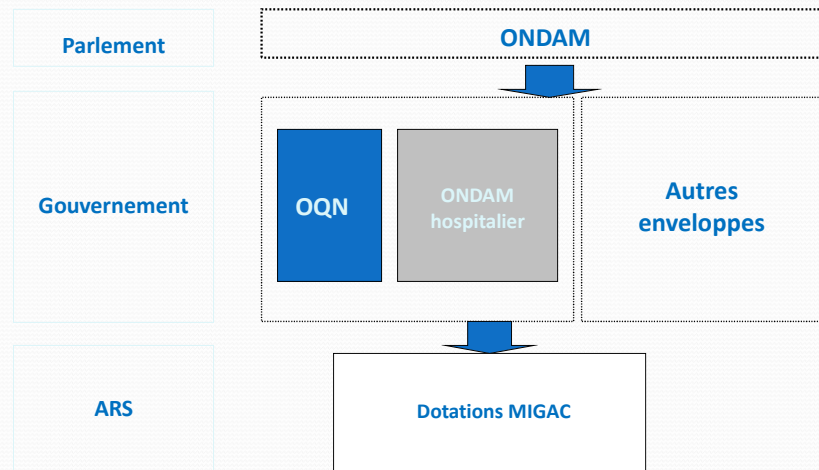 Parlement
ONDAM
Gouvernement
OQN
ONDAM
hospitalier
Autres
enveloppes
ARS
Dotations MIGAC